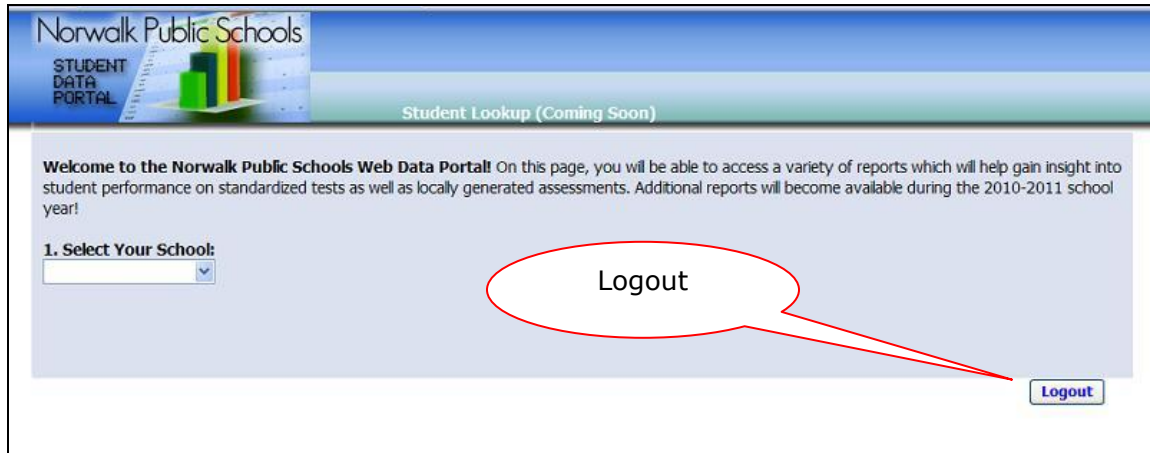 Norwalk Public Schools
STUDENT
DATA
PORTAL
Student Lookup (Coming Soon)
Welcome to the Norwalk Public Schools Web Data Portal! On this page, you will be able to access a variety of reports which will help gain insight into
student performance on standardized tests as well as locally generated assessments. Additional reports will become available during the 2010-2011 school
year!
1. Select Your School:
Logout
Logout